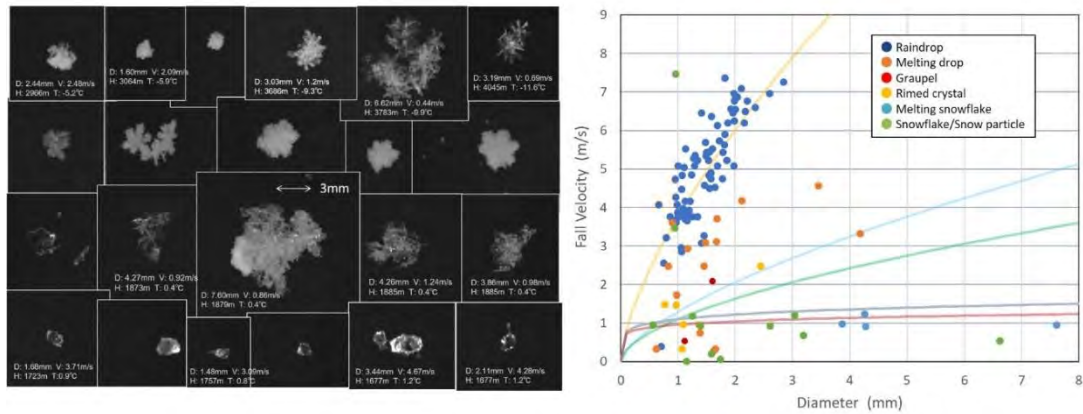 D: 2.44mm V: 2.48m/s
H: 2966m T: -5.2°C
D: 1.60mm V: 2.09m/s
H: 3064m T: -5.9°C
D: 3.03mm V: 1.2m/s
H: 3686m T: -9.3°C
D: 6.62mm V: 0.44m/s
H: 3783m T: -9.9°C
D: 3.19mm V: 0.69m/s
H: 4045m T: -11.6°C
3mm
D: 4.27mm V: 0.92m/s
H: 1873m T: 0.4°C
D: 7.60mm V: 0.86m/s
H: 1879m T: 0.4°C
D: 4.26mm V: 1.24m/s
H: 1885m T: 0.4°C
D: 3.86mm V: 0.98m/s
H: 1885m T: 0.4°C
D: 1.68mm V: 3.71m/s
H: 1723m T: 0.9°C
D: 1.48mm V: 3.09m/s
H: 1757m T: 0.8°C
D: 3.44mm V: 4.67m/s
H: 1677m T: 1.2°C
D: 2.11mm V: 4.28m/s
H: 1677m T: 1.2°C
9
8
7
6
5
4
3
2
1
0
Fall Velocity (m/s)
Raindrop
Melting drop
Graupel
Rimed crystal
Melting snowflake
Snowflake/Snow particle
0 1 2 3 4 5 6 7 8
Diameter (mm)